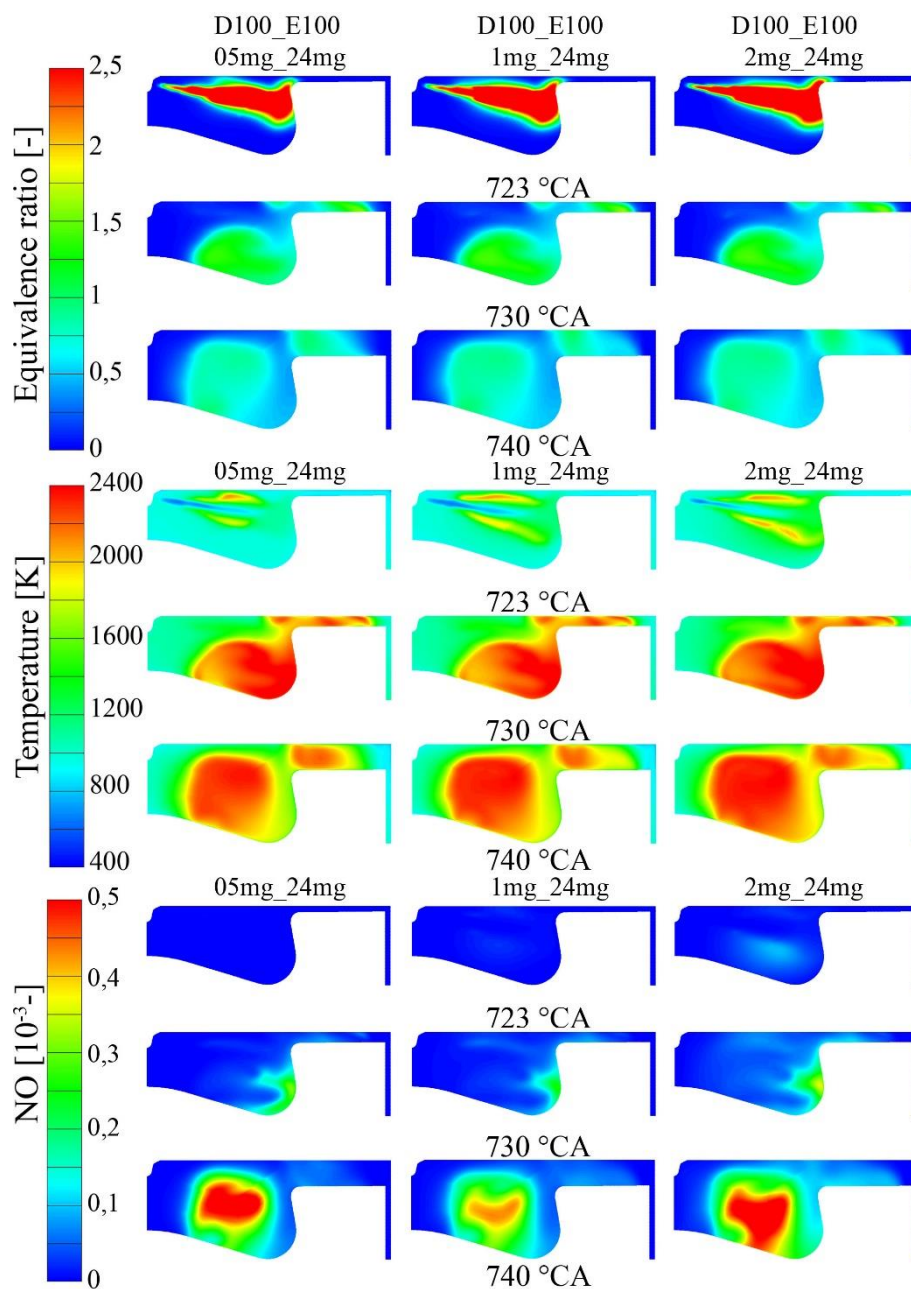 D100_E100 D100_E100 D100_E100
05mg_24mg 1mg_24mg 2mg_24mg
Equivalence ratio [-]
2,5
2
1,5
1
0,5
0
723 °CA
730 °CA
740 °CA
05mg_24mg 1mg_24mg 2mg_24mg
Temperature [K]
2400
2000
1600
1200
800
400
723 °CA
730 °CA
740 °CA
05mg_24mg 1mg_24mg 2mg_24mg
NO [10⁻³-]
0,5
0,4
0,3
0,2
0,1
0
723 °CA
730 °CA
740 °CA